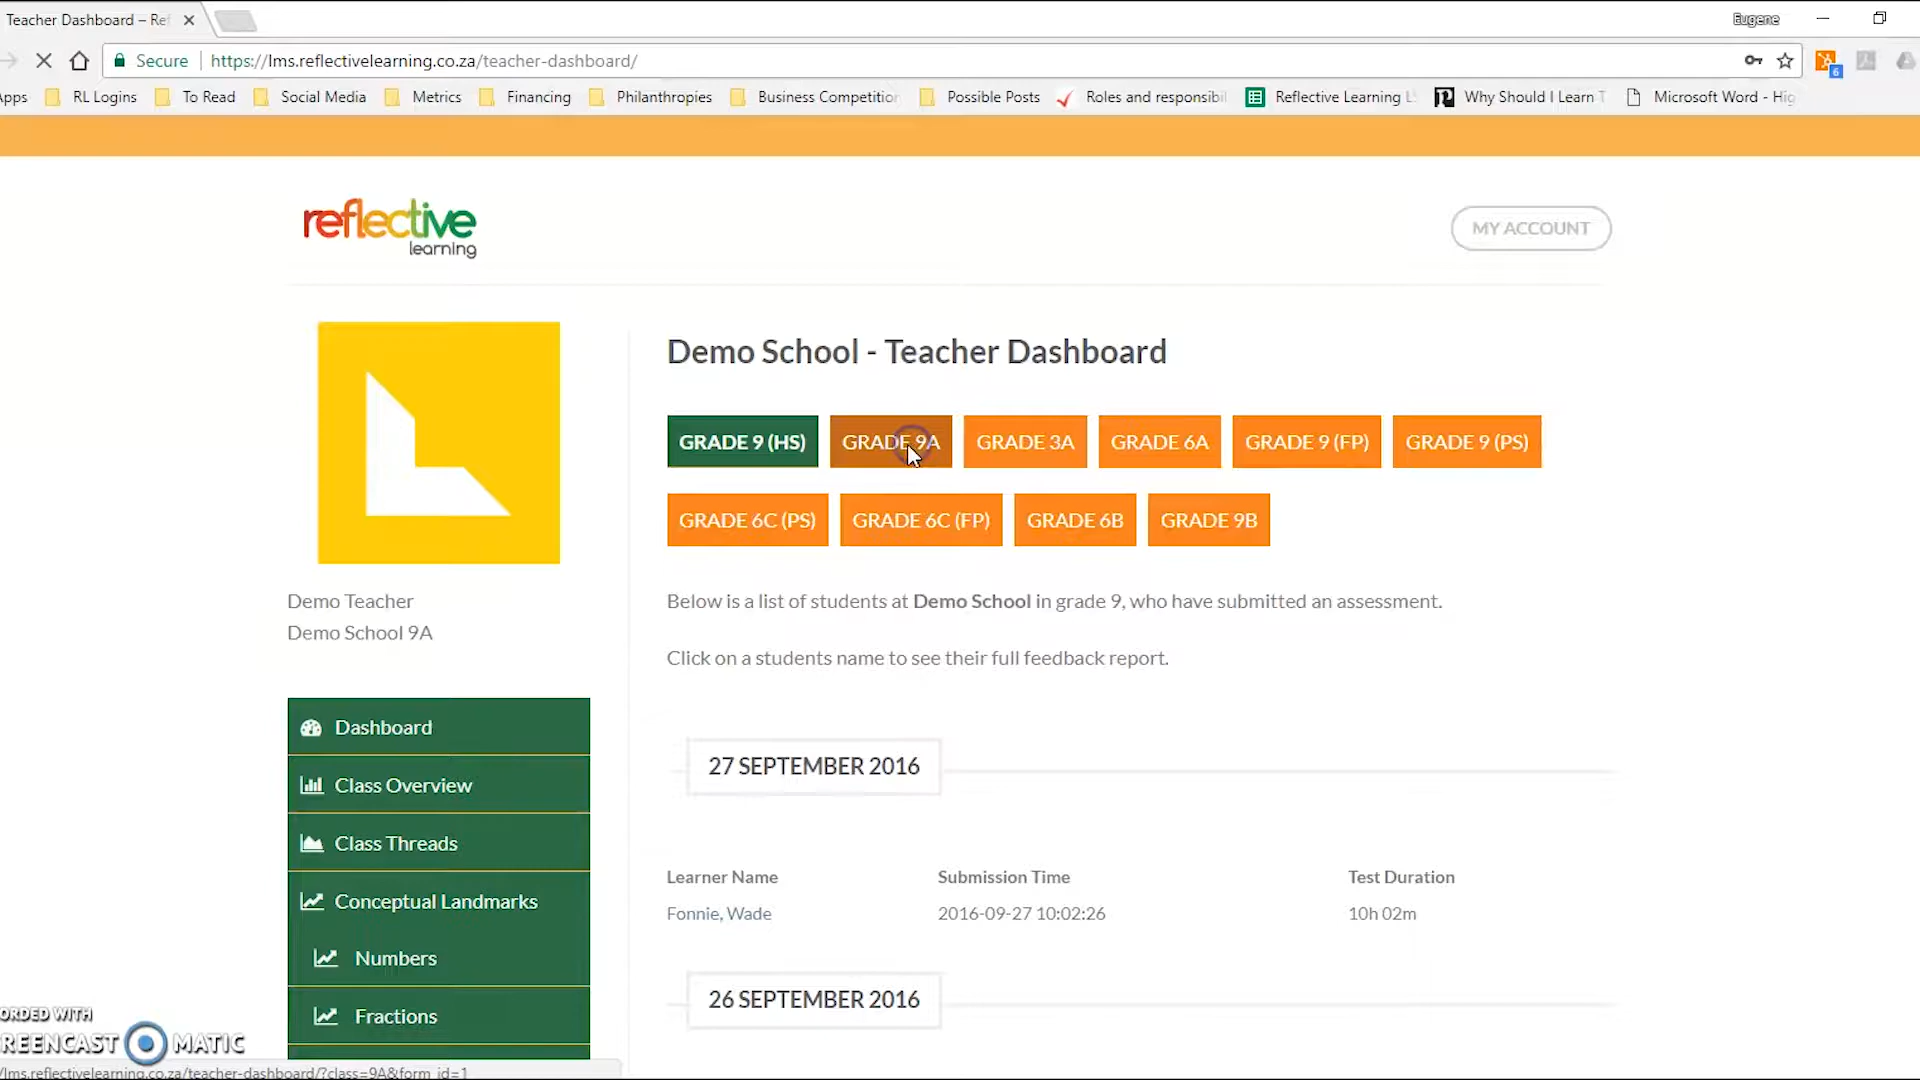 Teacher Dashboard – Ref
Eugene
Secure
https://lms.reflectivelearning.co.za/teacher-dashboard/
6
Apps
RL Logins
To Read
Social Media
Metrics
Financing
Philanthropies
Business Competition
Possible Posts
Roles and responsibil
Reflective Learning L
Why Should I Learn T
Microsoft Word - Hig
reflective
learning
MY ACCOUNT
Demo School - Teacher Dashboard
GRADE 9 (HS)
GRADE 9A
GRADE 3A
GRADE 6A
GRADE 9 (FP)
GRADE 9 (PS)
GRADE 6C (PS)
GRADE 6C (FP)
GRADE 6B
GRADE 9B
Demo Teacher
Demo School 9A
Below is a list of students at Demo School in grade 9, who have submitted an assessment.
Click on a students name to see their full feedback report.
Dashboard
Class Overview
Class Threads
Conceptual Landmarks
Numbers
Fractions
27 SEPTEMBER 2016
Learner Name
Submission Time
Test Duration
Fonnie, Wade
2016-09-27 10:02:26
10h 02m
26 SEPTEMBER 2016
ORDED WITH
REENCAST MATIC
/lms.reflectivelearning.co.za/teacher-dashboard/?class=9A&form_id=1